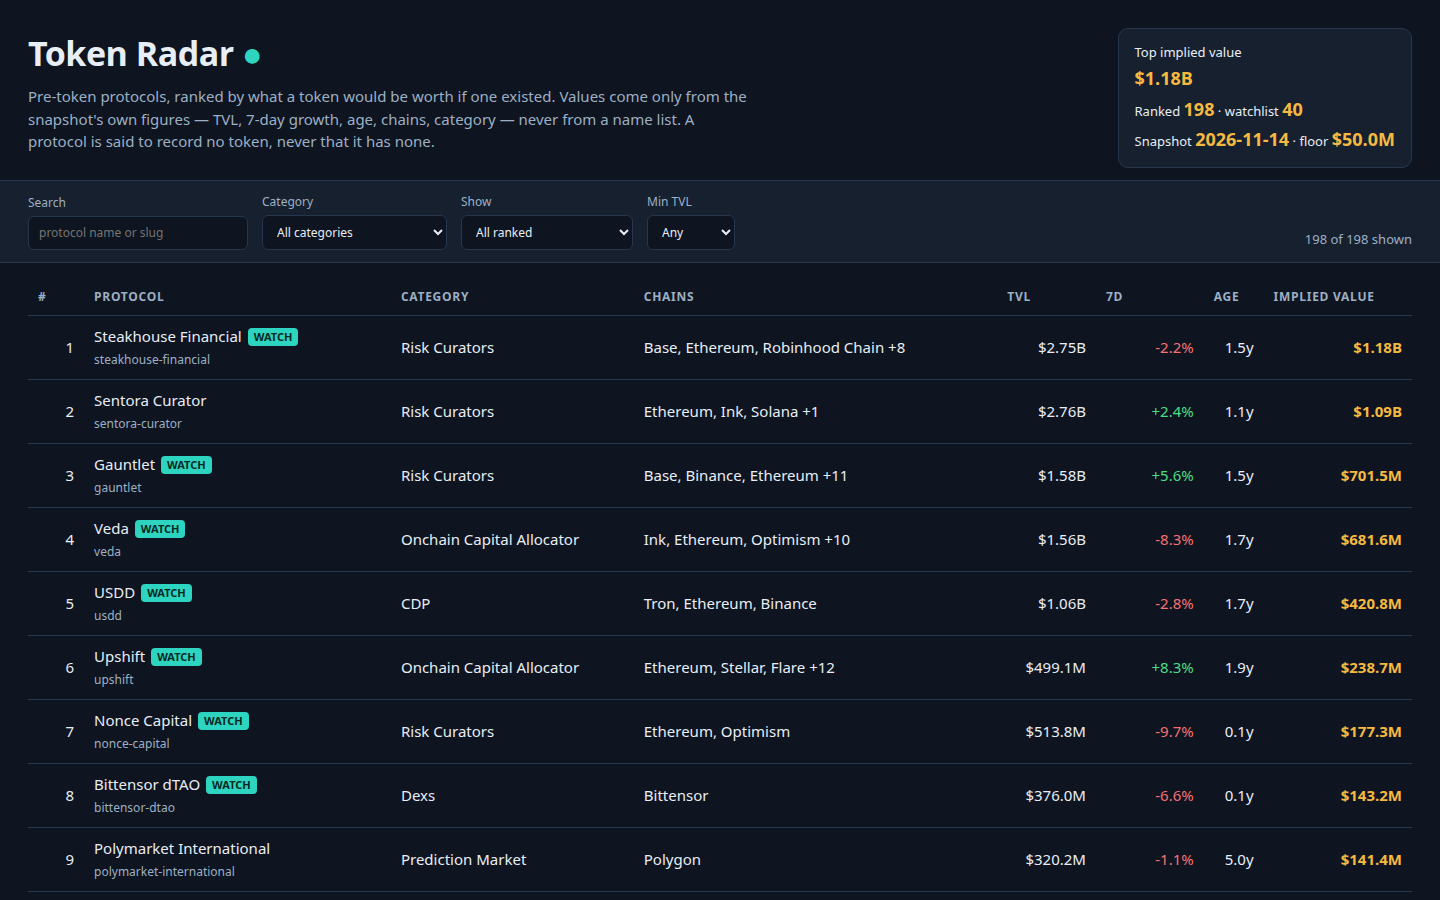 Token Radar
Pre-token protocols, ranked by what a token would be worth if one existed. Values come only from the
snapshot's own figures — TVL, 7-day growth, age, chains, category — never from a name list. A
protocol is said to record no token, never that it has none.
Top implied value
$1.18B
Ranked 198 · watchlist 40
Snapshot 2026-11-14 · floor $50.0M
Search
Category
Show
Min TVL
protocol name or slug
All categories
All ranked
Any
198 of 198 shown
# PROTOCOL CATEGORY CHAINS TVL 7D AGE IMPLIED VALUE
1 Steakhouse Financial WATCH Risk Curators Base, Ethereum, Robinhood Chain +8 $2.75B -2.2% 1.5y $1.18B
steakhouse-financial
2 Sentora Curator Risk Curators Ethereum, Ink, Solana +1 $2.76B +2.4% 1.1y $1.09B
sentora-curator
3 Gauntlet WATCH Risk Curators Base, Binance, Ethereum +11 $1.58B +5.6% 1.5y $701.5M
gauntlet
4 Veda WATCH Onchain Capital Allocator Ink, Ethereum, Optimism +10 $1.56B -8.3% 1.7y $681.6M
veda
5 USDD WATCH CDP Tron, Ethereum, Binance $1.06B -2.8% 1.7y $420.8M
usdd
6 Upshift WATCH Onchain Capital Allocator Ethereum, Stellar, Flare +12 $499.1M +8.3% 1.9y $238.7M
upshift
7 Nonce Capital WATCH Risk Curators Ethereum, Optimism $513.8M -9.7% 0.1y $177.3M
nonce-capital
8 Bittensor dTAO WATCH Dexs Bittensor $376.0M -6.6% 0.1y $143.2M
bittensor-dtao
9 Polymarket International Prediction Market Polygon $320.2M -1.1% 5.0y $141.4M
polymarket-international